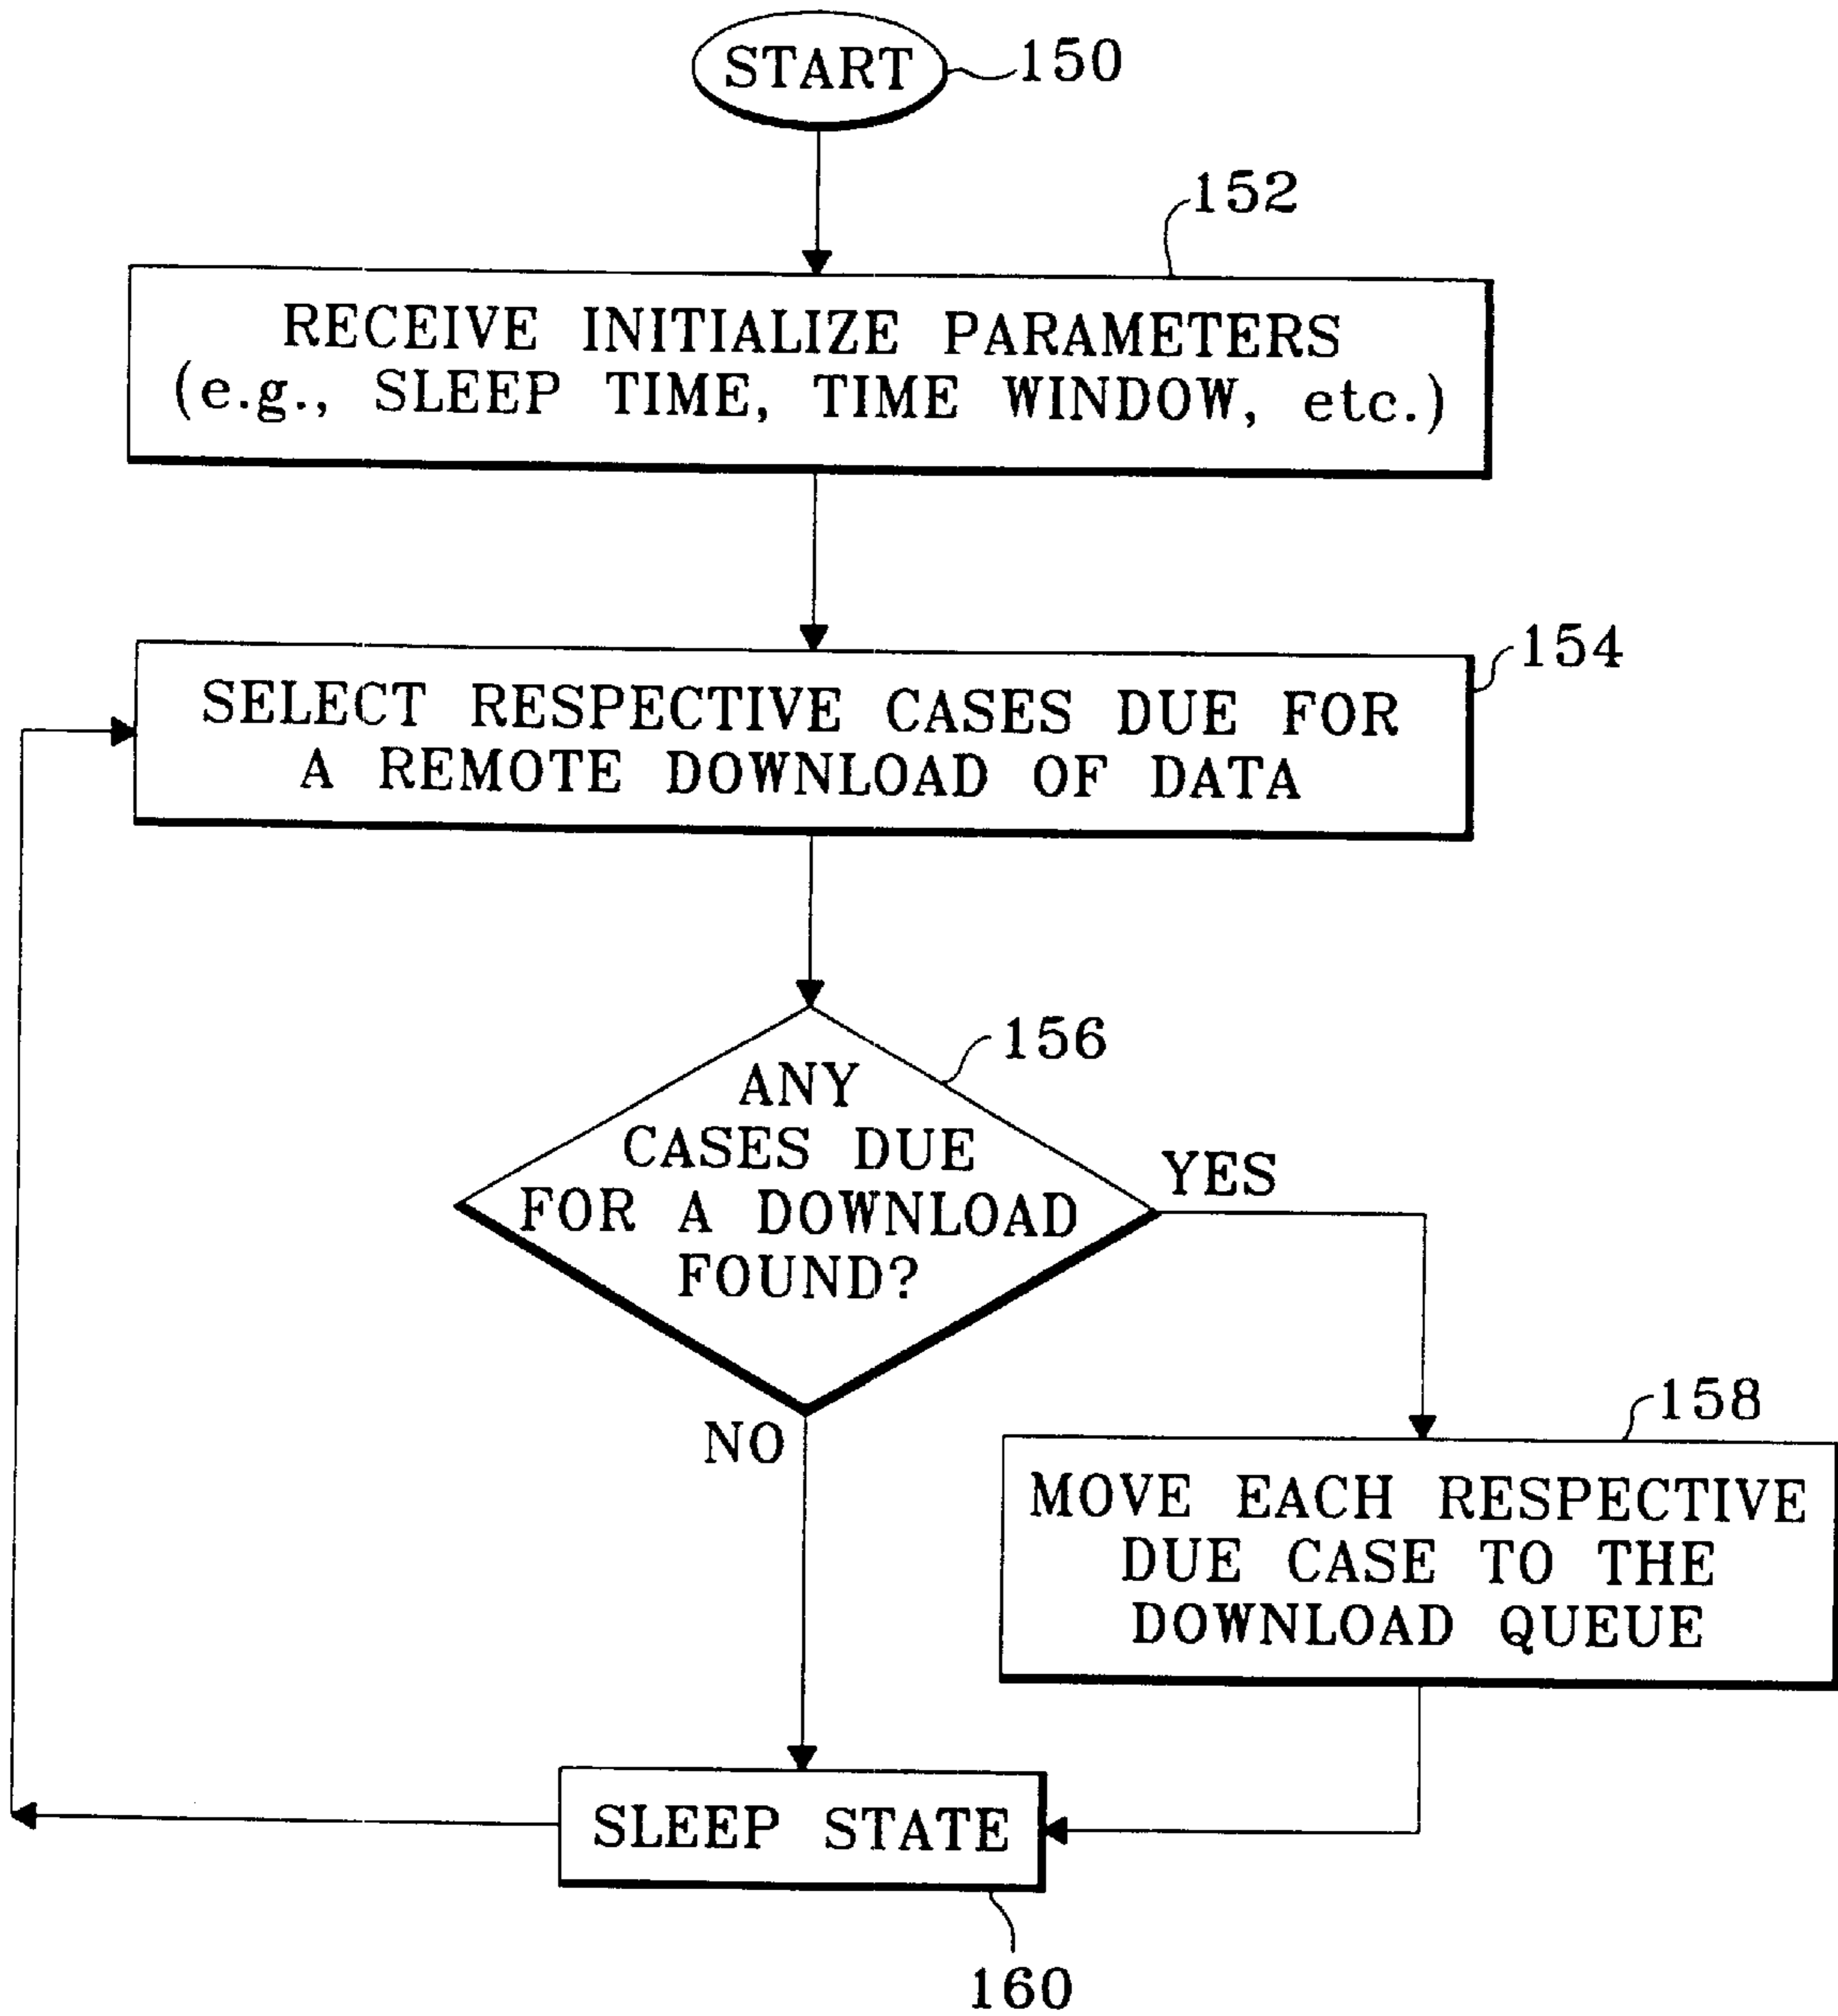 START
150
152
RECEIVE INITIALIZE PARAMETERS
(e.g., SLEEP TIME, TIME WINDOW, etc.)
154
SELECT RESPECTIVE CASES DUE FOR
A REMOTE DOWNLOAD OF DATA
156
ANY
CASES DUE
FOR A DOWNLOAD
FOUND?
YES
NO
158
MOVE EACH RESPECTIVE
DUE CASE TO THE
DOWNLOAD QUEUE
SLEEP STATE
160